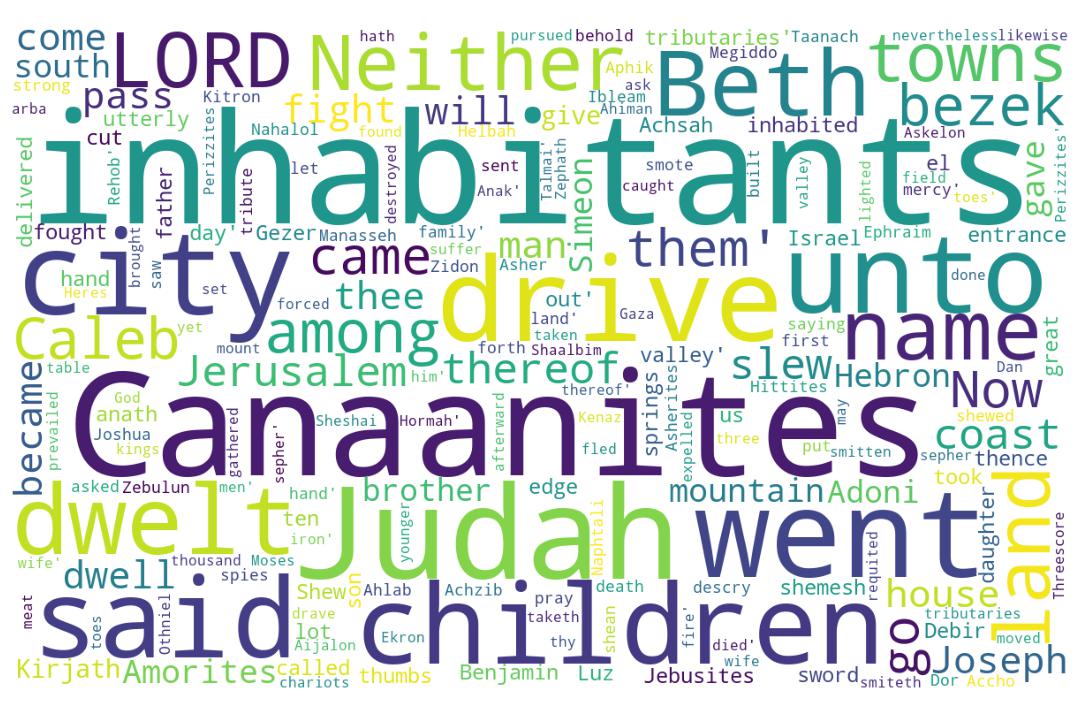 come LORD Neither hath pursued behold tributaries' Taanach nevertheless likewise
south Aphik Beth Megiddo towns
strong pass Kitron fight will ask Ibleam Ahiman bezek
arba utterly cut Nahalol found Helbah give Achsah inhabited Askelon
inhabitants
delivered Rehob' Perizzites let destroyed sent Anak' Talmai' Zephath Simeon caught smote built valley lighted el field mercy' toes' gave Perizzites'
fought father tribute day' Gezer Manasseh family' man them' Israel Ephraim entrance
city came suffer Zidon Asher unto
hand Heres brought saw set forced thee drive out' land' Gaza done
Caleb yet mount among taken saying first name great
table Jerusalem him' forth Shaalbim thereof valley' slew Hebron Dan Now
became God thereof' springs Asherites Hittites may shewed
anath Joshua kings prevailed gathered sepher' Sheshai Hormah' afterward Kenaz fled expelled us three put smitten coast sepher thence
Canaanites
asked Zebulun men' hand' brother edge mountain Adoni took land
dwelt ten iron' Judah younger Naphtali went daughter Threescore
wife' thousand Moses
dwell spies Shew son Ahlab Achzib pray death descry shemesh required house
meat toes said Othniel drave lot Aijalon Ekron children taketh thy shean fire' died' wife tributaries Debir moved
Kirjath Amorites called chariots thumbs Benjamin Luz Jebusites sword smiteth go Joseph Dor Accho